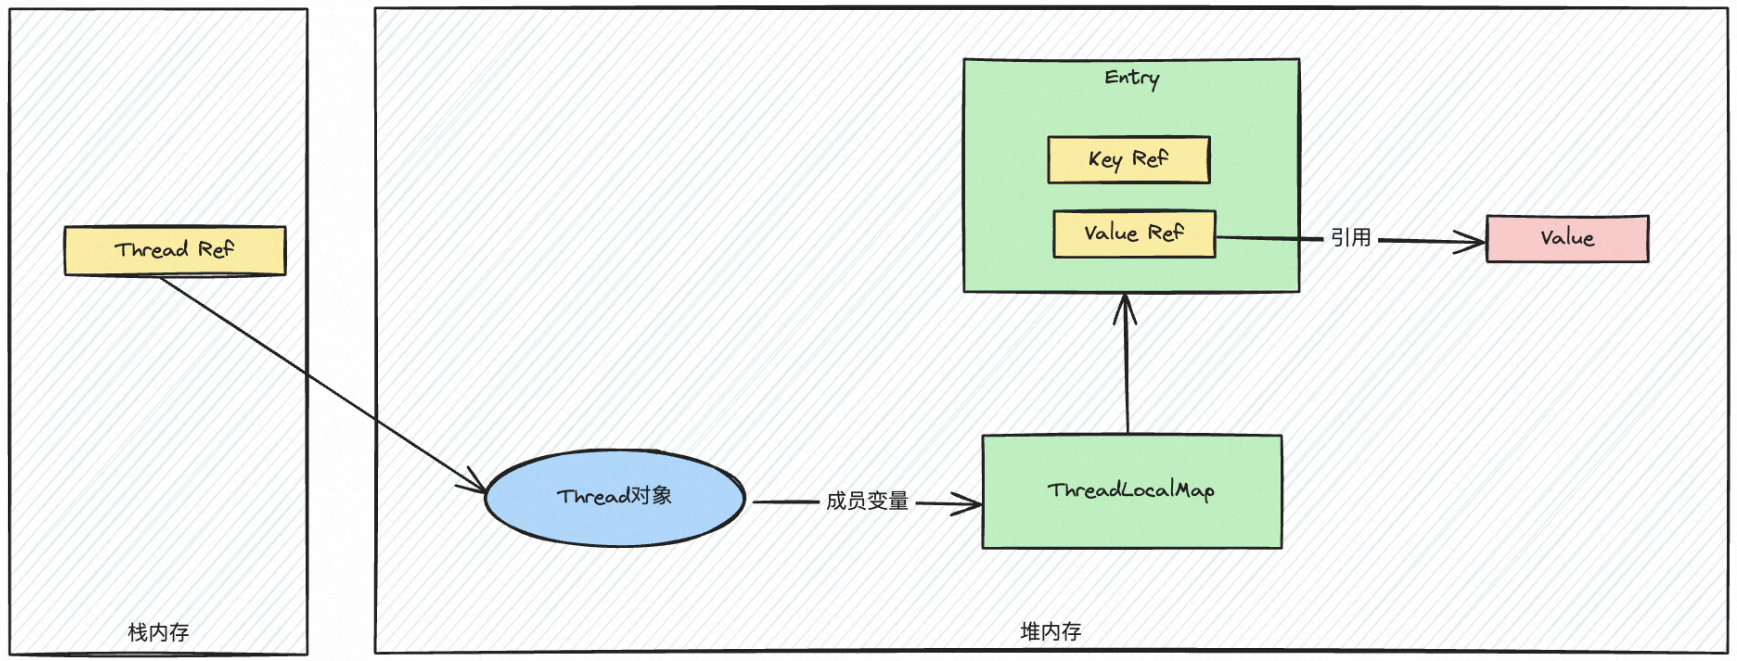 Entry
Key Ref
Value Ref
引用
Value
Thread Ref
Thread对象
成员变量
ThreadLocalMap
栈内存
堆内存